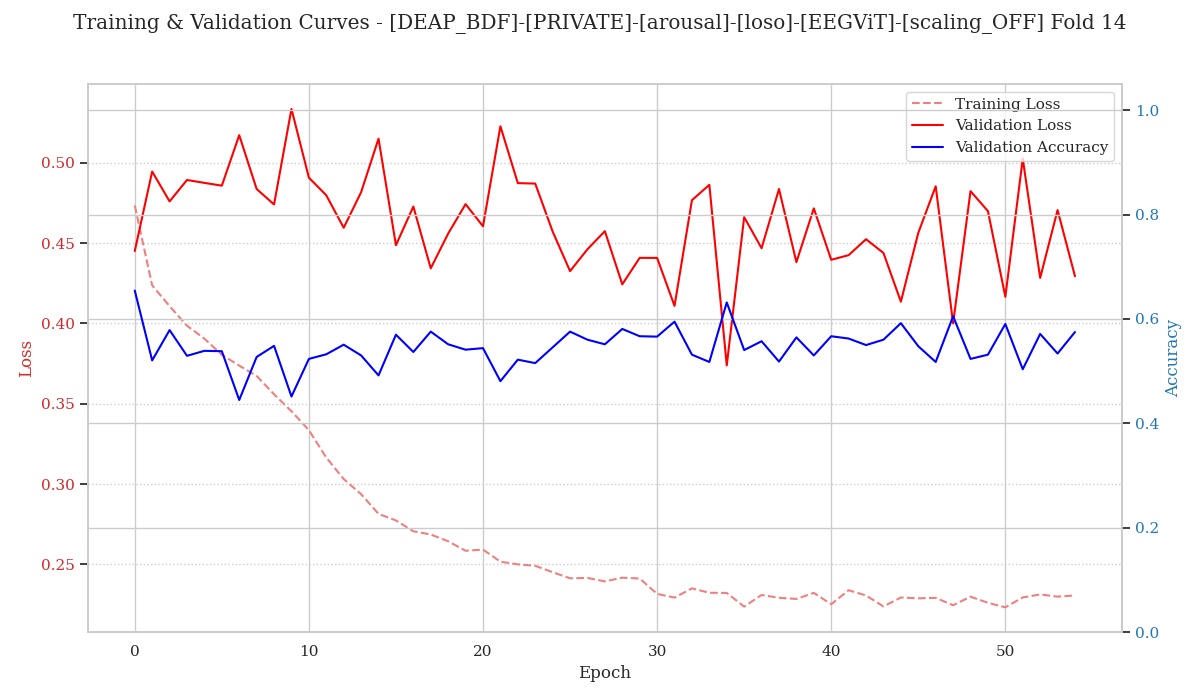 Training & Validation Curves - [DEAP_BDF]-[PRIVATE]-[arousal]-[loso]-[EEGViT]-[scaling_OFF] Fold 14
Training Loss
Validation Loss
Validation Accuracy
Loss
0.50
0.45
0.40
0.35
0.30
0.25
1.0
0.8
0.6
0.4
0.2
0.0
Accuracy
0
10
20
30
40
50
Epoch